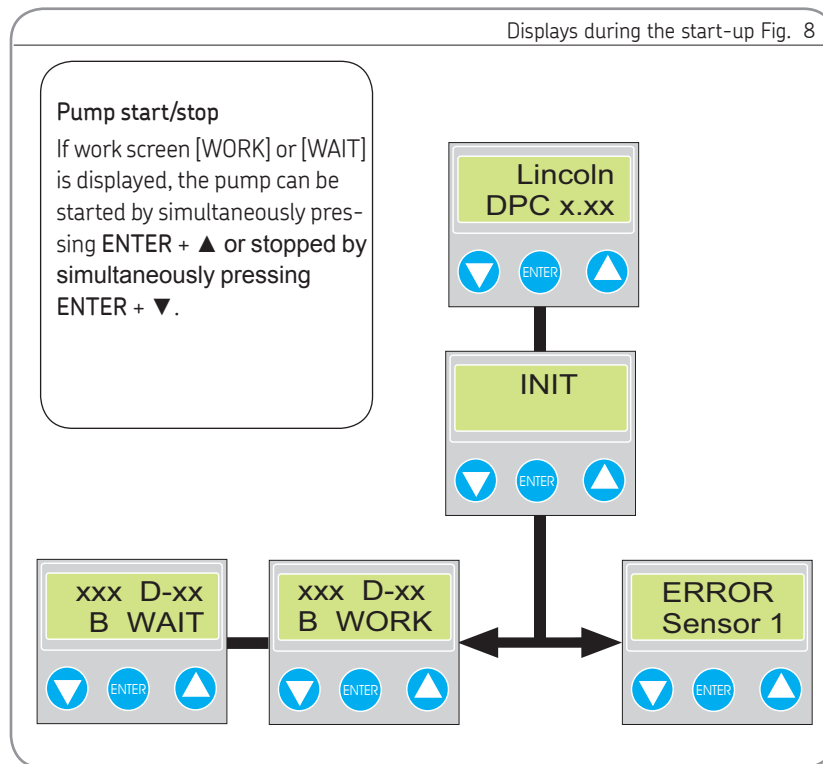 Displays during the start-up Fig. 8
Pump start/stop
If work screen [WORK] or [WAIT]
is displayed, the pump can be
started by simultaneously pres-
sing ENTER + ▲ or stopped by
simultaneously pressing
ENTER + ▼.
Lincoln
DPC x.xx
ENTER
INIT
ENTER
xxx D-xx
B WAIT
ENTER
xxx D-xx
B WORK
ENTER
ERROR
Sensor 1
ENTER